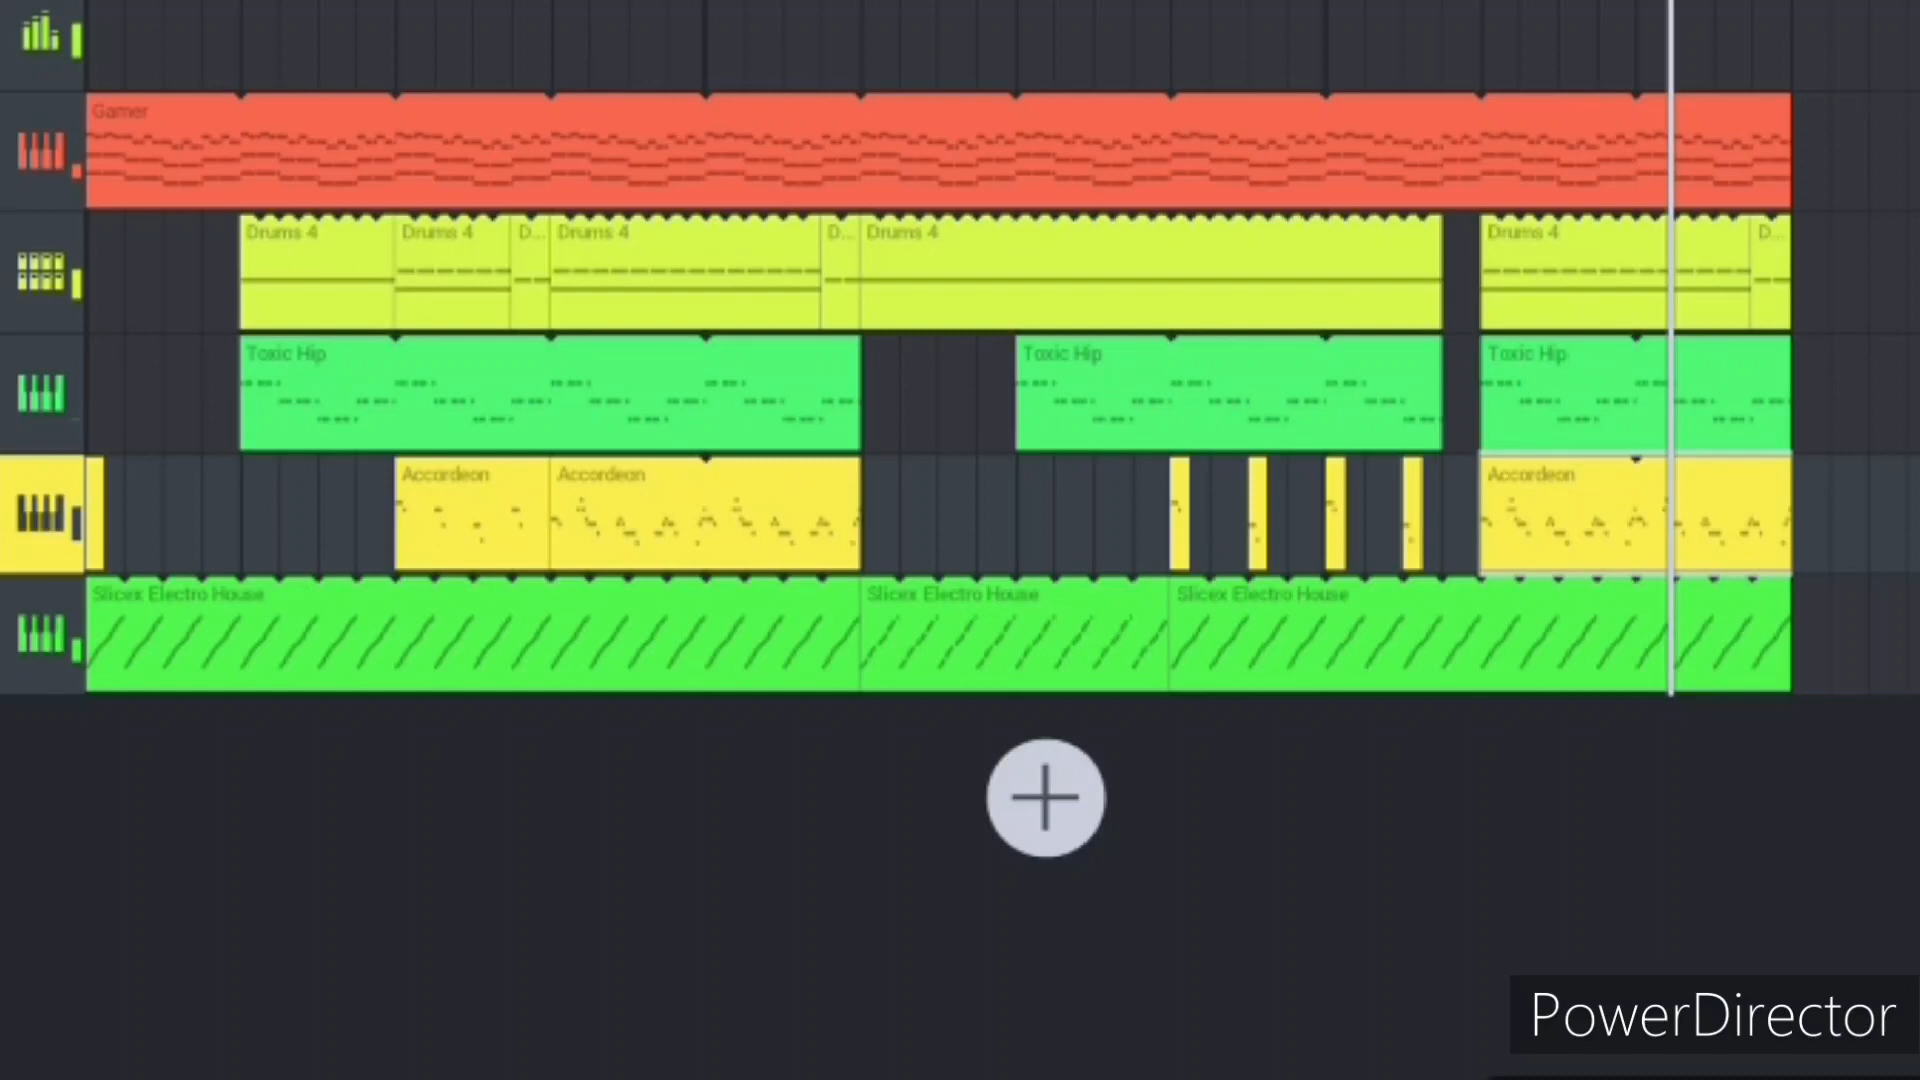 Gamer
Drums 4 Drums 4 D... Drums 4 D... Drums 4 Drums 4 D...
Toxic Hip Toxic Hip Toxic Hip
Accordeon Accordeon Accordeon
Slicex Electro House Slicex Electro House Slicex Electro House
PowerDirector